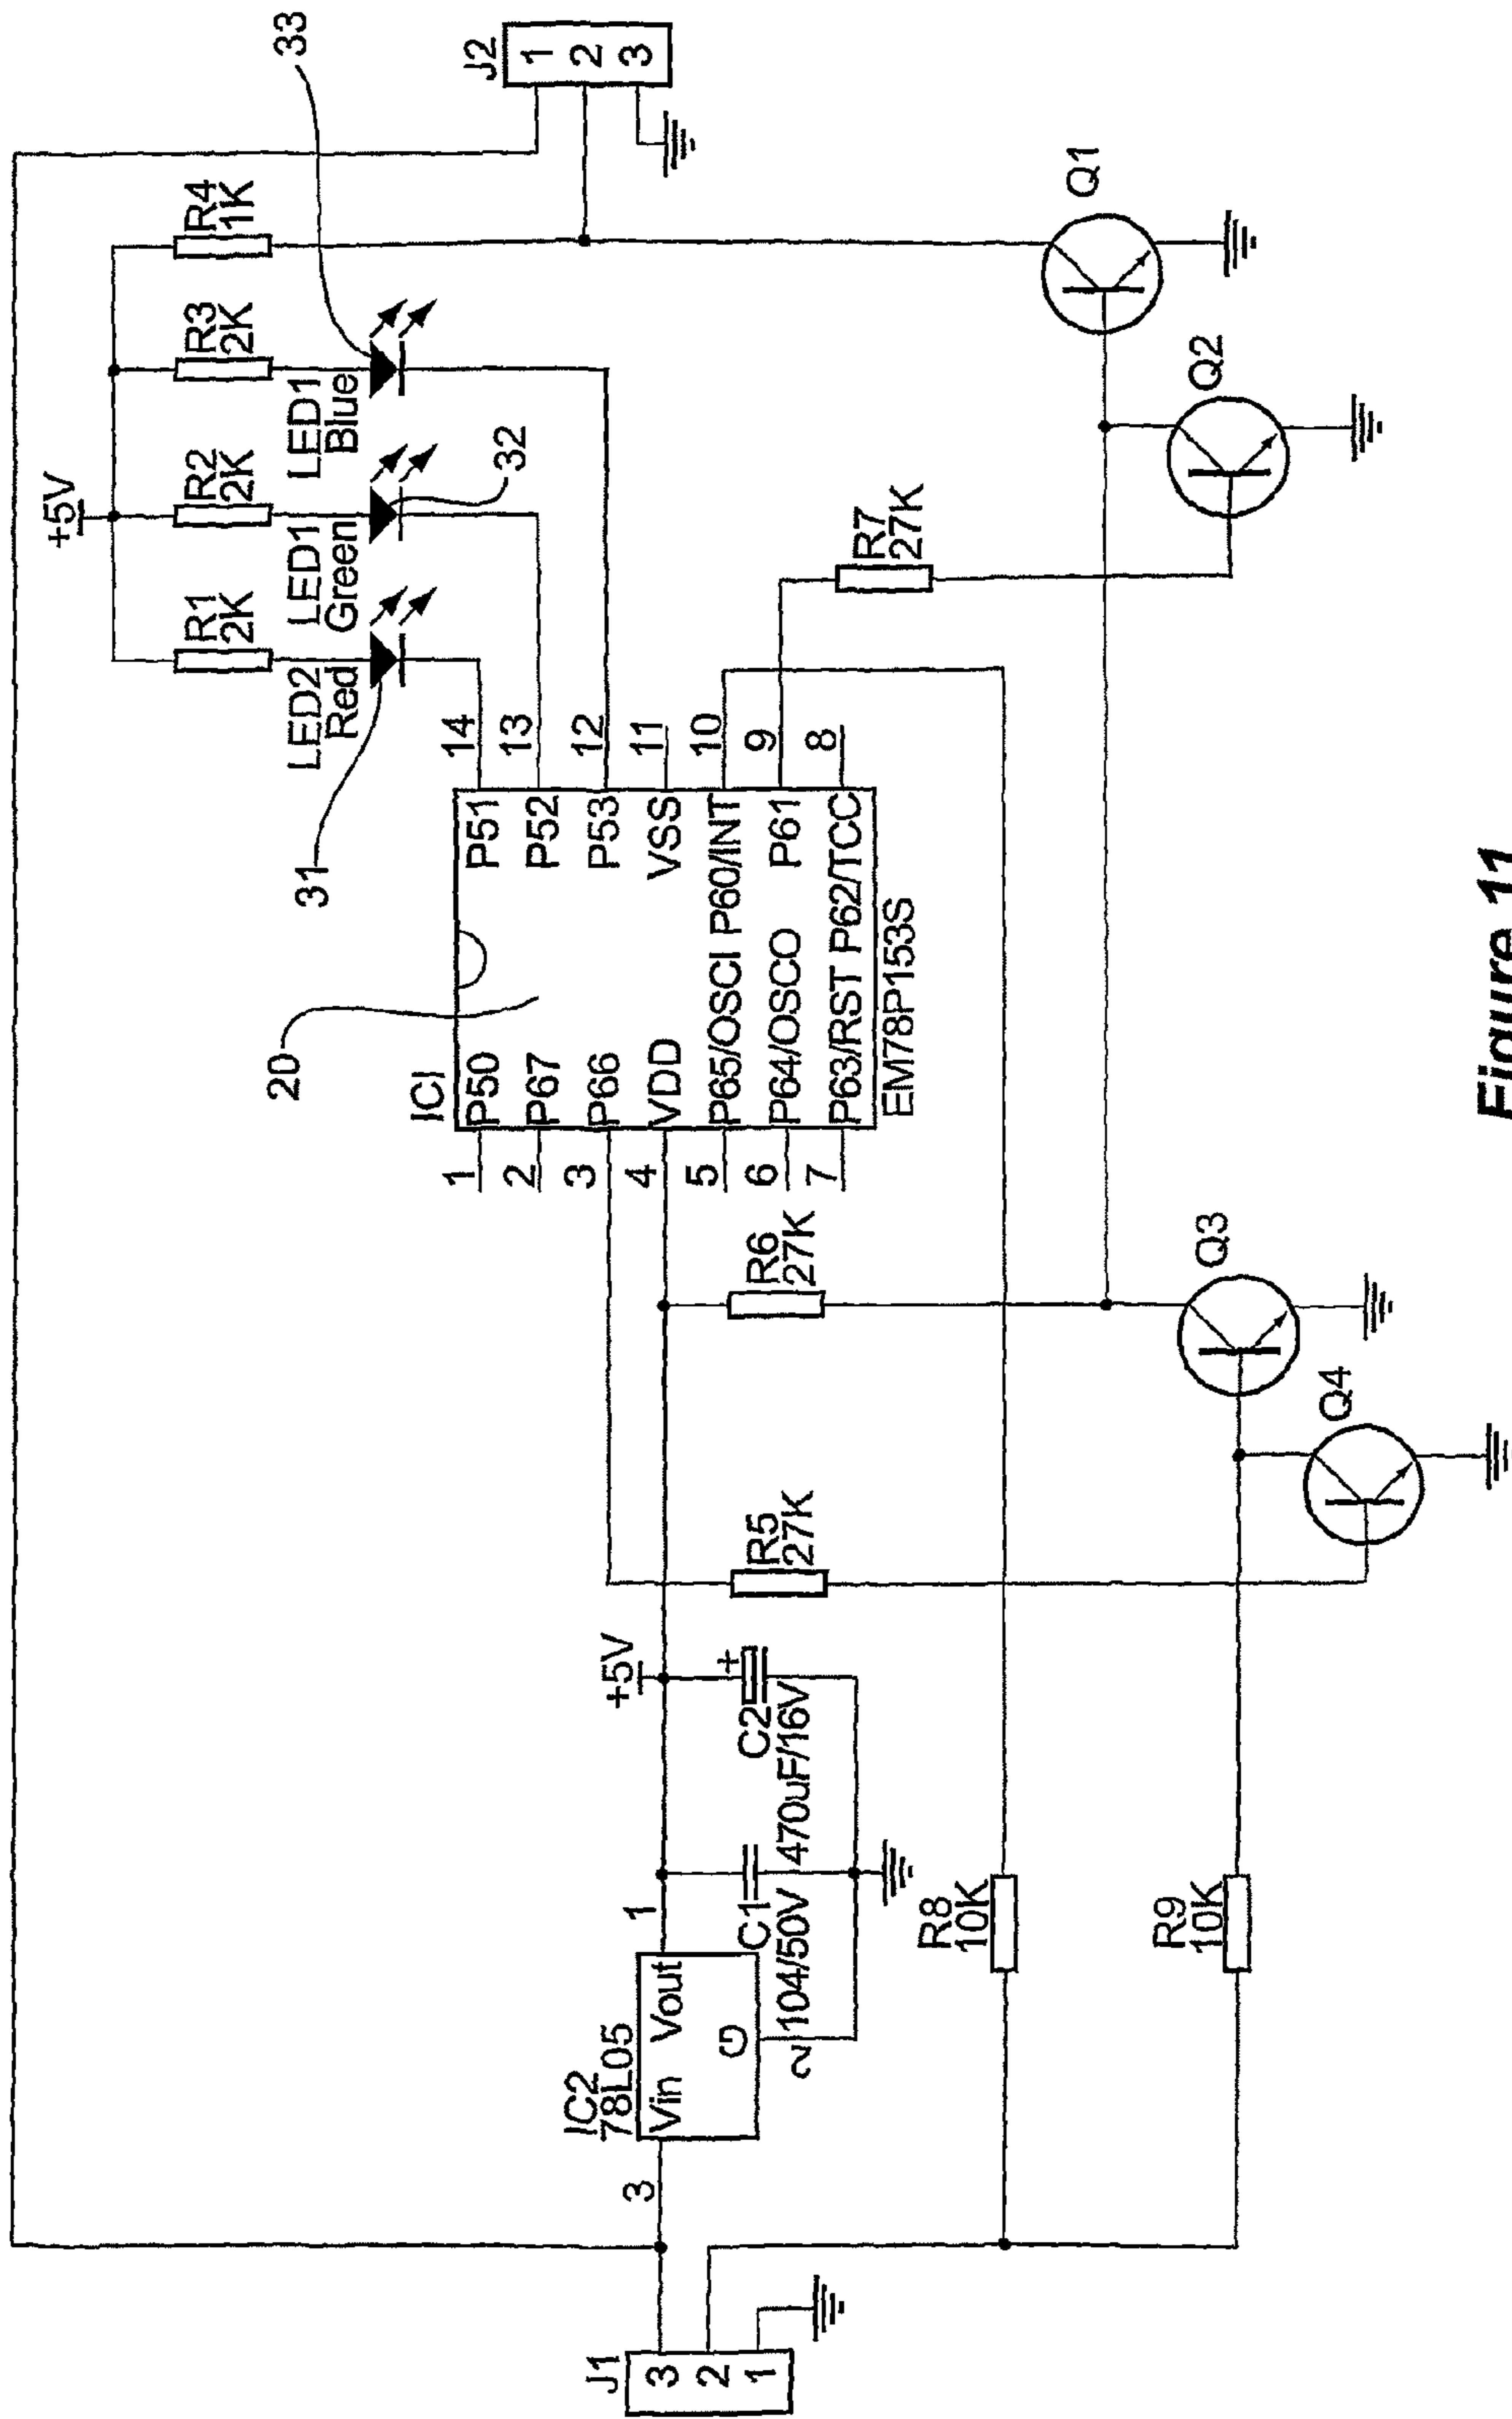 33
J2
1
2
3
R4
1K
R3
2K
+5V
R2
2K
R1
2K
LED1
Blue
LED1
Green
LED2
Red
32
31
20
ICI
P50
P67
P66
VDD
P65/OSCI P60/INT
P64/OSCO P61
P63/RST P62/TCC
P51
P52
P53
VSS
EM78P153S
1
2
3
4
5
6
7
14
13
12
11
10
9
8
R7
27K
Q1
Q2
R6
27K
R5
27K
Q3
Q4
+5V
+
C2
470uF/16V
C1
104/50V
1
IC2
78L05
Vin Vout
G
2
3
R8
10K
R9
10K
J1
3
2
1
Figure 11